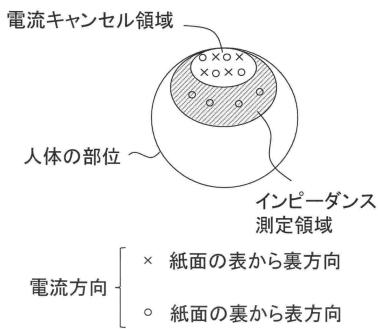 電流キャンセル領域
人体の部位
インピーダンス
測定領域
電流方向
× 紙面の表から裏方向
○ 紙面の裏から表方向